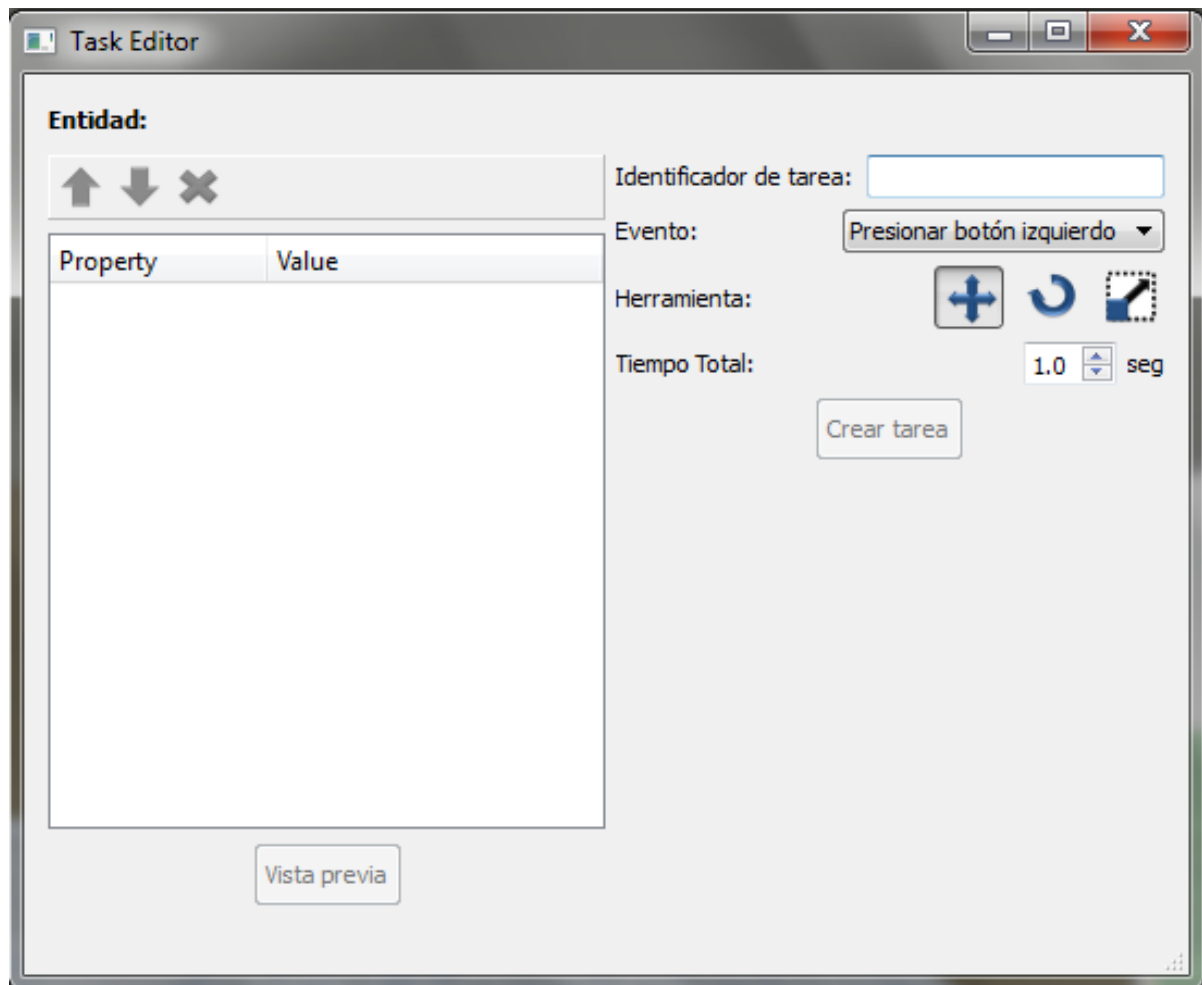 Task Editor
Entidad:
Property Value
Vista previa
Identificador de tarea:
Evento: Presionar botón izquierdo
Herramienta:
Tiempo Total: 1.0 seg
Crear tarea